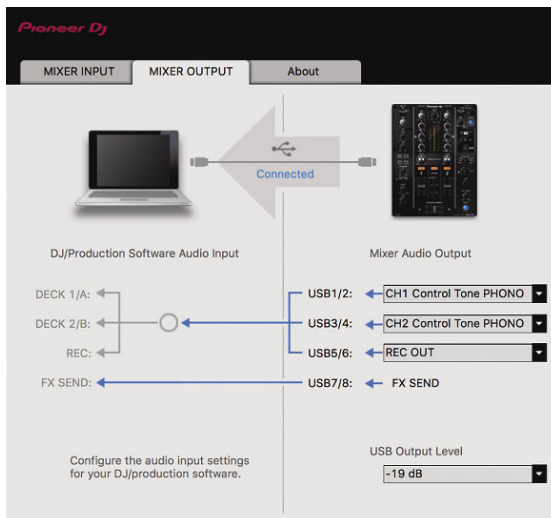 Pioneer Dj
MIXER INPUT
MIXER OUTPUT
About
Connected
DJ/Production Software Audio Input
Mixer Audio Output
DECK 1/A:
DECK 2/B:
REC:
FX SEND:
USB1/2:
CH1 Control Tone PHONO
USB3/4:
CH2 Control Tone PHONO
USB5/6:
REC OUT
USB7/8:
FX SEND
Configure the audio input settings
for your DJ/production software.
USB Output Level
-19 dB